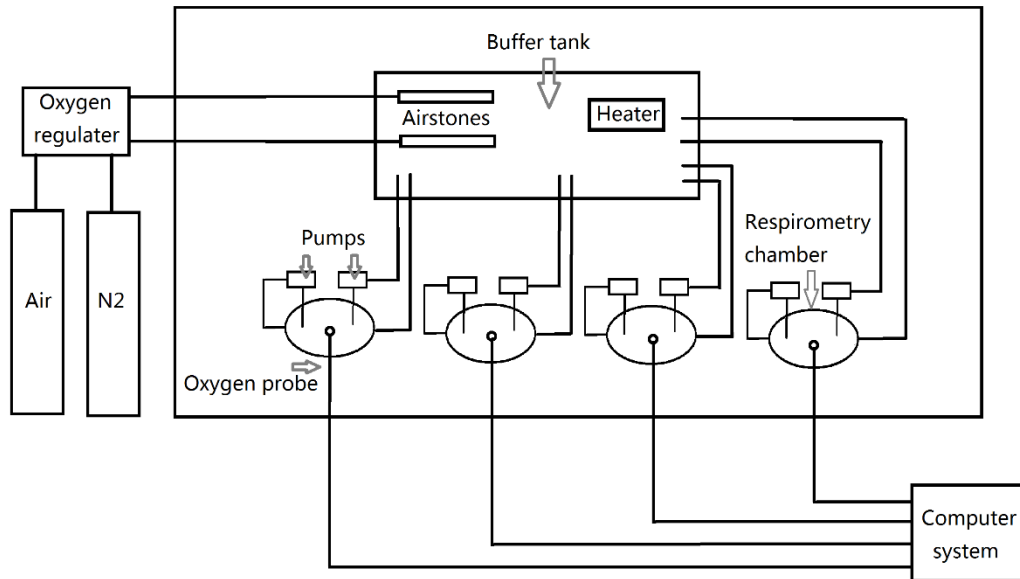 Buffer tank
Oxygen
regulater
Airstones
Heater
Pumps
Respirometry
chamber
Air
N2
Oxygen probe
Computer
system